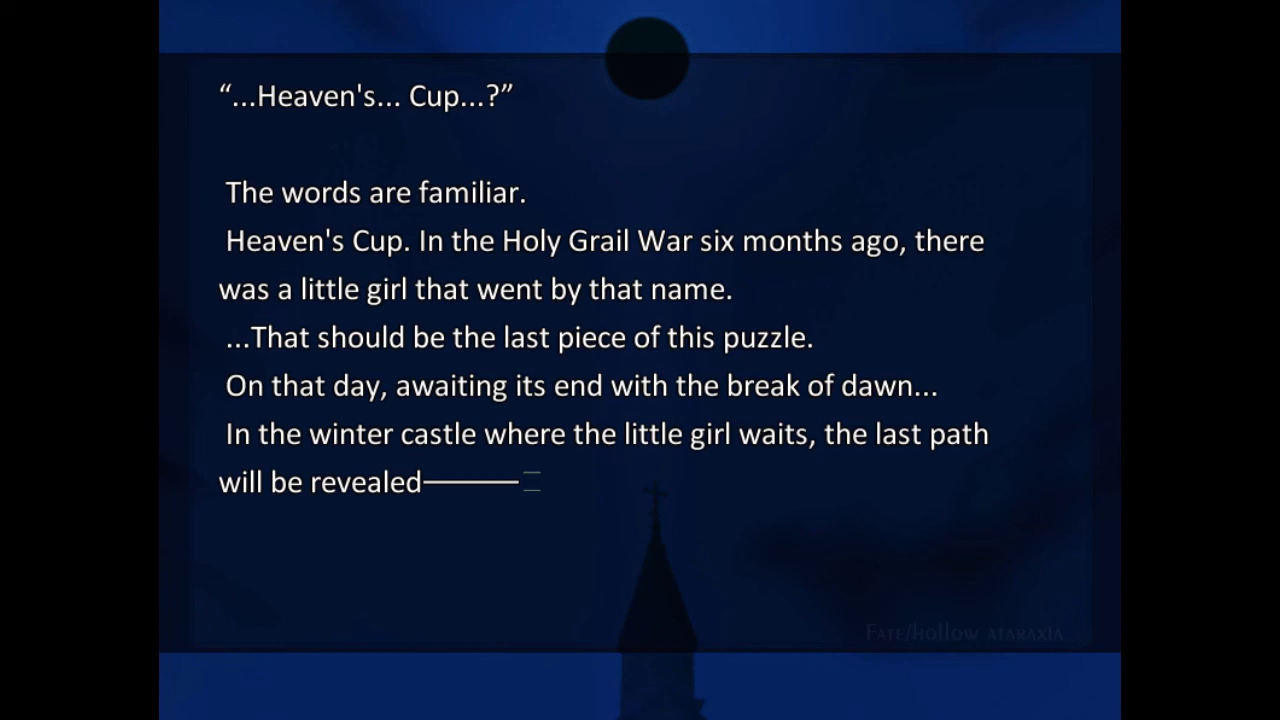 “...Heaven's... Cup...?”
The words are familiar.
Heaven's Cup. In the Holy Grail War six months ago, there
was a little girl that went by that name.
...That should be the last piece of this puzzle.
On that day, awaiting its end with the break of dawn...
In the winter castle where the little girl waits, the last path
will be revealed————
Fate/hollow ataraxia